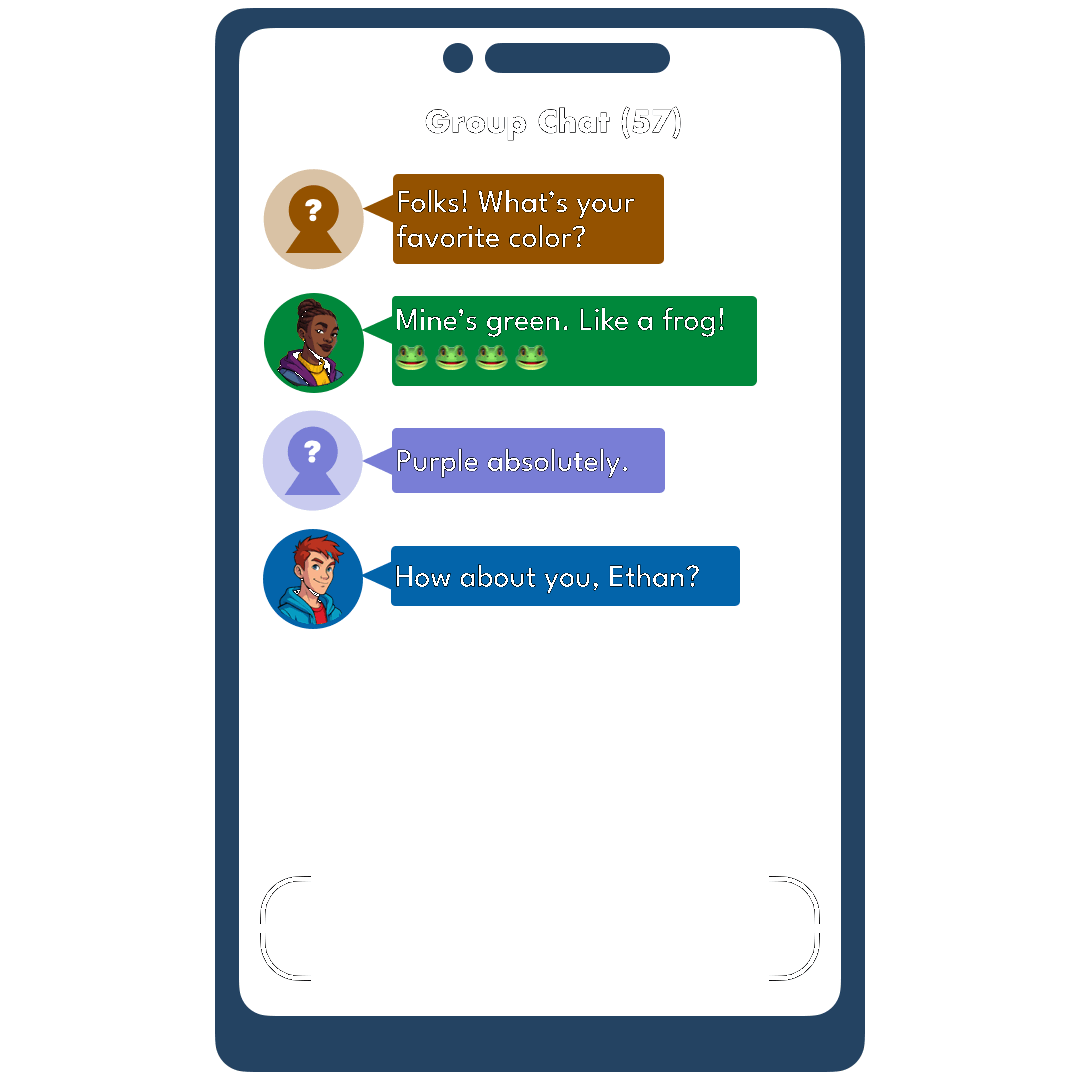 Group Chat (57)
?
Folks! What’s your
favorite color?
Mine’s green. Like a frog!
🐸🐸🐸🐸
?
Purple absolutely.
How about you, Ethan?